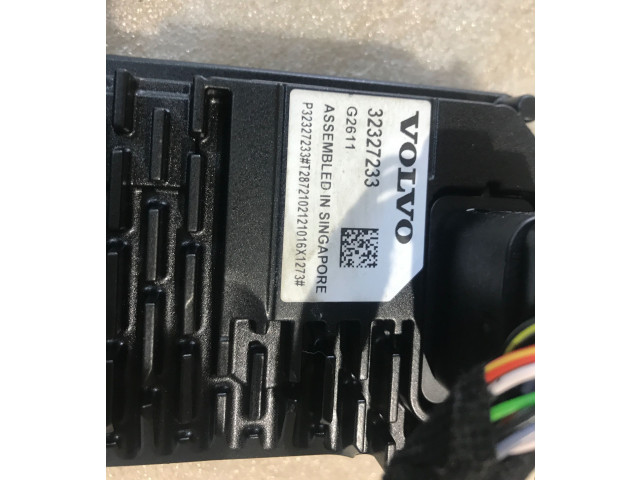 VOLVO
32327233
G2611
ASSEMBLED IN SINGAPORE
P32327233#T2872102121016X1273#